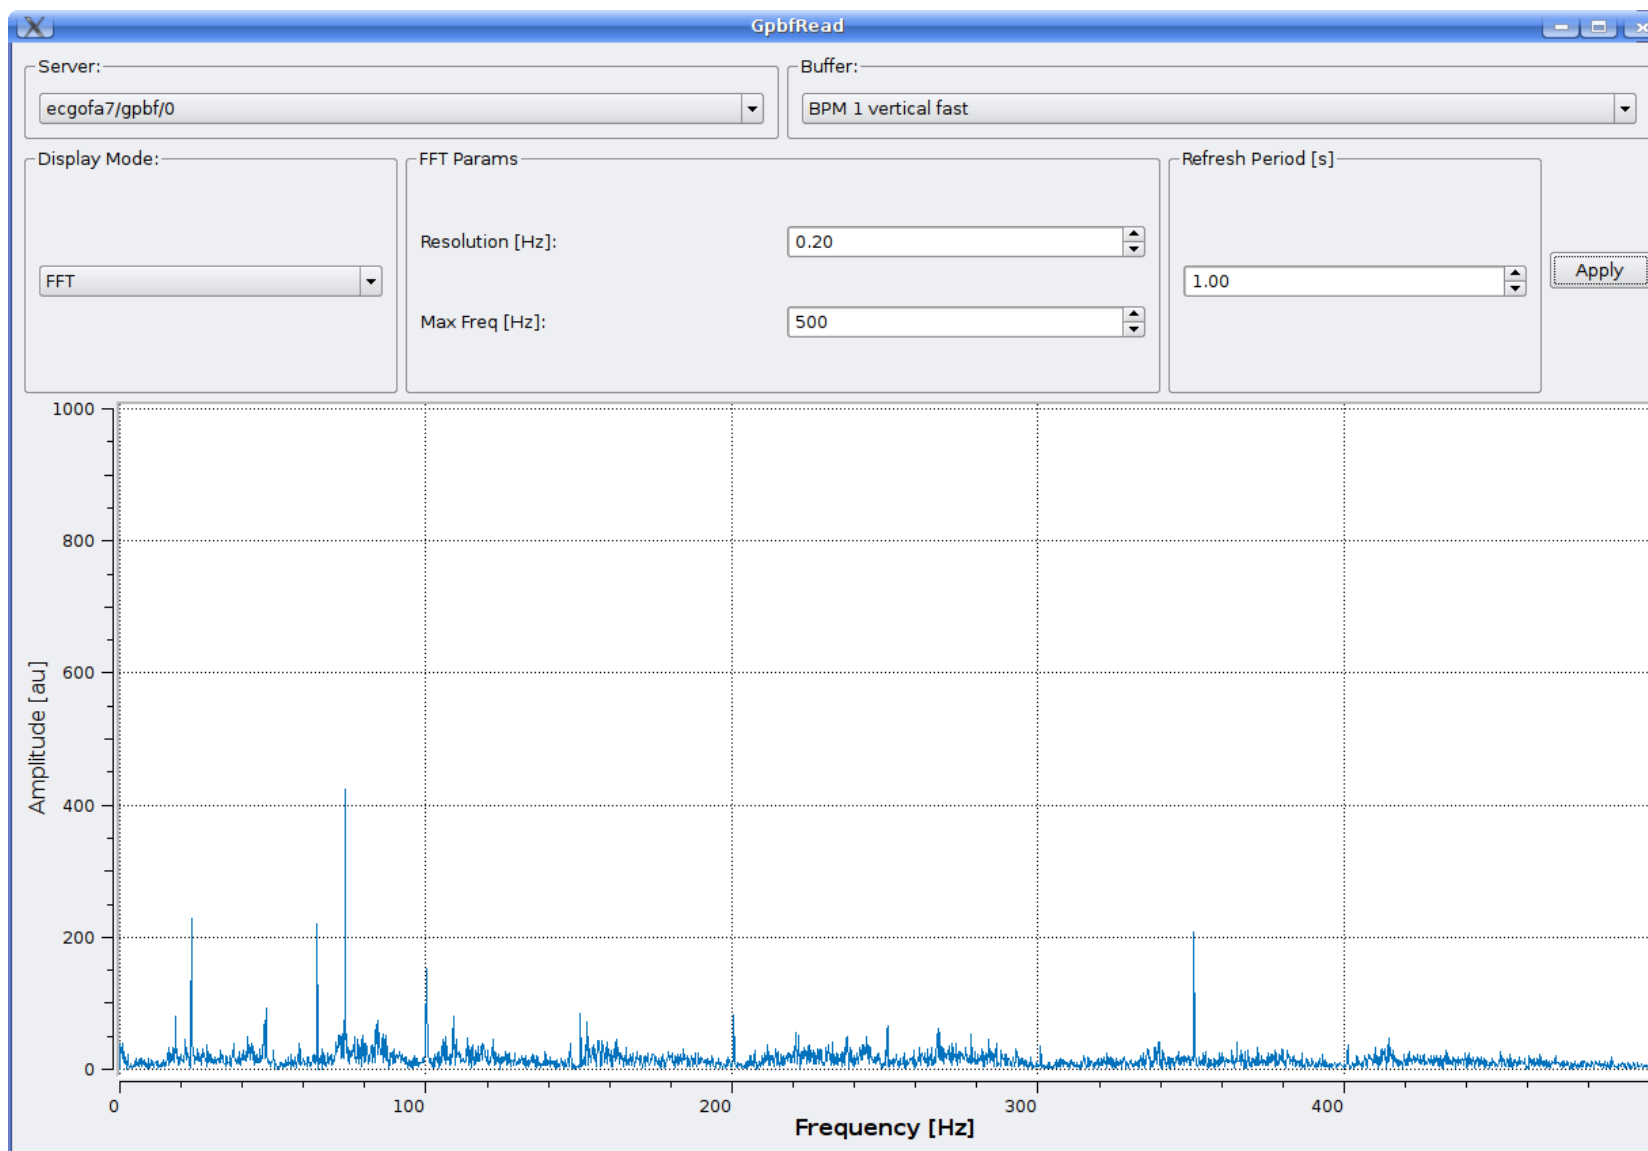 GpbfRead
Server:
Buffer:
ecgofa7/gpbf/0
BPM 1 vertical fast
Display Mode:
FFT Params
Refresh Period [s]
Resolution [Hz]:
0.20
FFT
1.00
Apply
Max Freq [Hz]:
500
1000
800
600
400
200
0
Amplitude [au]
0
100
200
300
400
Frequency [Hz]